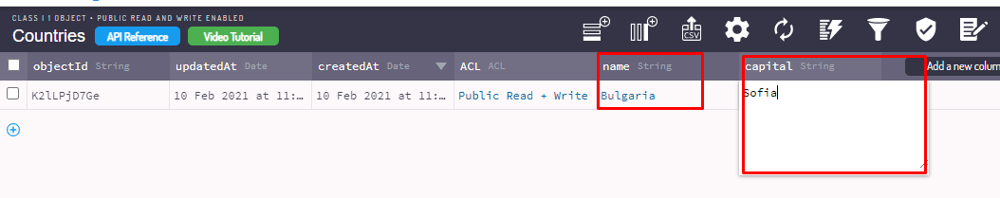 CLASS | 1 OBJECT • PUBLIC READ AND WRITE ENABLED
Countries API Reference Video Tutorial CSV
objectId String updatedAt Date createdAt Date ACL ACL name String capital String Add a new colum
K2lLPjD7Ge 10 Feb 2021 at 11:... 10 Feb 2021 at 11:... Public Read + Write Bulgaria Sofia